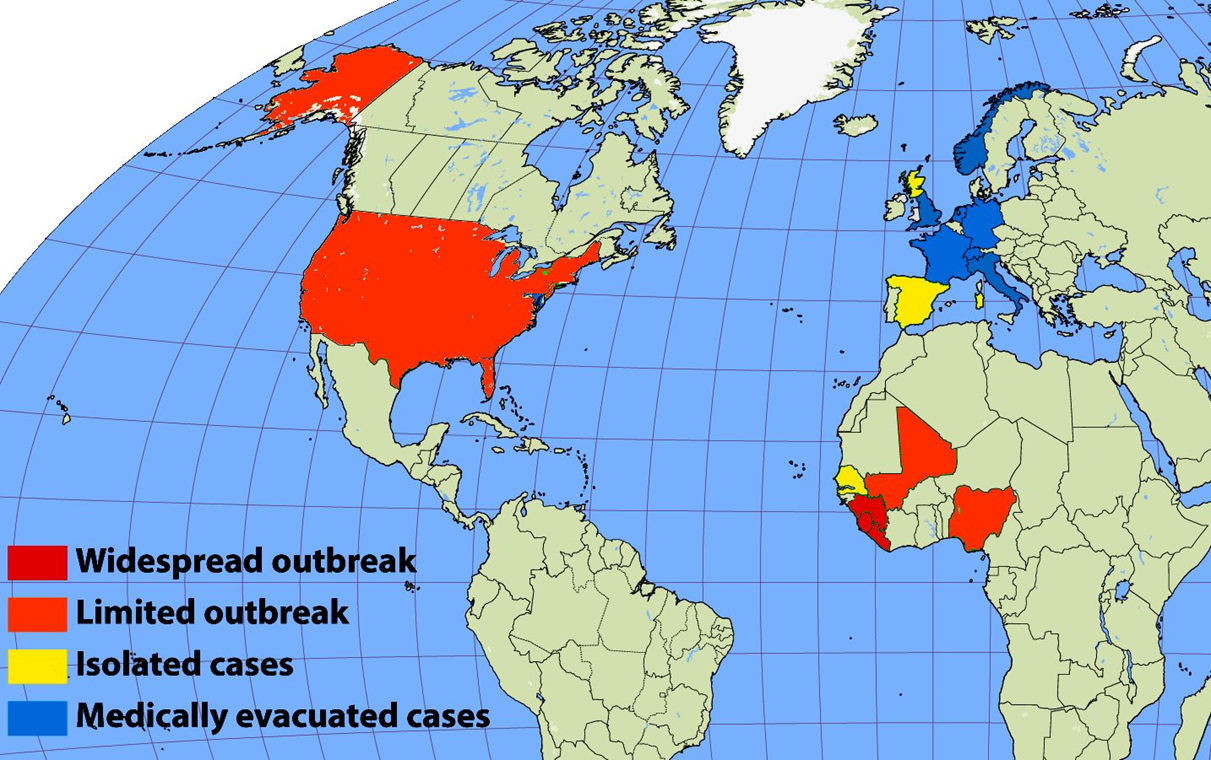 Widespread outbreak
Limited outbreak
Isolated cases
Medically evacuated cases